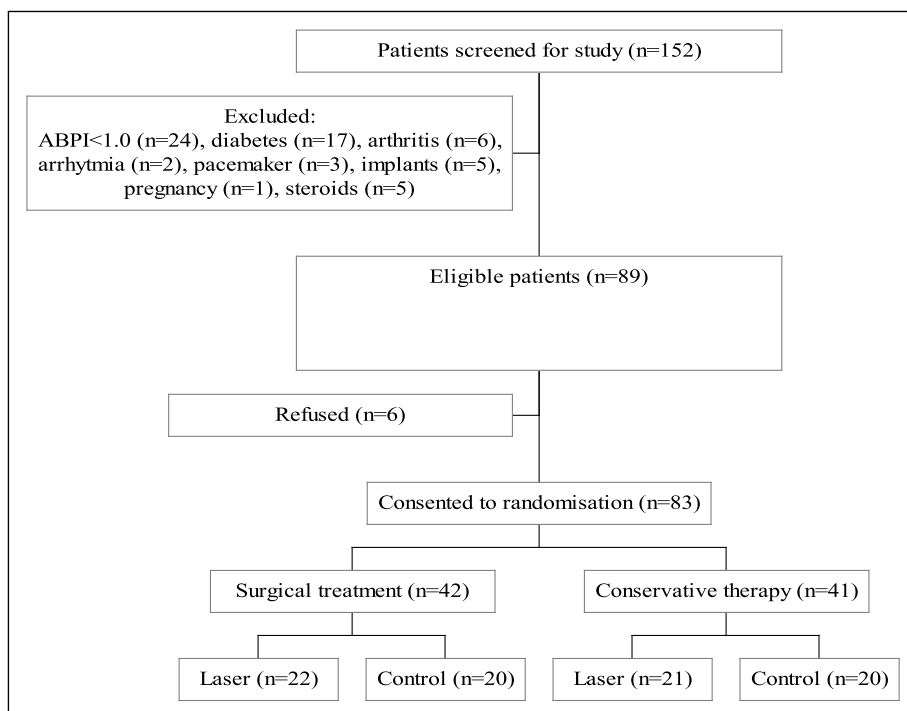 Patients screened for study (n=152)
Excluded:
ABPI<1.0 (n=24), diabetes (n=17), arthritis (n=6),
arrhytmia (n=2), pacemaker (n=3), implants (n=5),
pregnancy (n=1), steroids (n=5)
Eligible patients (n=89)
Refused (n=6)
Consented to randomisation (n=83)
Surgical treatment (n=42)
Conservative therapy (n=41)
Laser (n=22)
Control (n=20)
Laser (n=21)
Control (n=20)